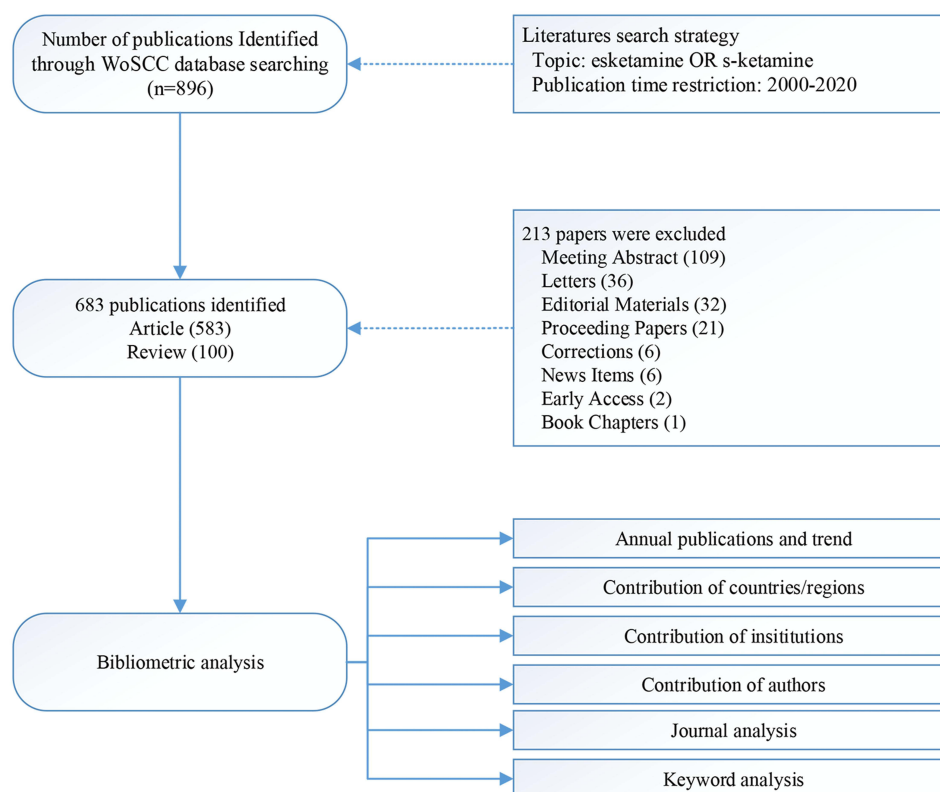 Number of publications Identified
through WoSCC database searching
(n=896)
Literatures search strategy
Topic: esketamine OR s-ketamine
Publication time restriction: 2000-2020
213 papers were excluded
Meeting Abstract (109)
Letters (36)
Editorial Materials (32)
Proceeding Papers (21)
Corrections (6)
News Items (6)
Early Access (2)
Book Chapters (1)
683 publications identified
Article (583)
Review (100)
Bibliometric analysis
Annual publications and trend
Contribution of countries/regions
Contribution of insititutions
Contribution of authors
Journal analysis
Keyword analysis